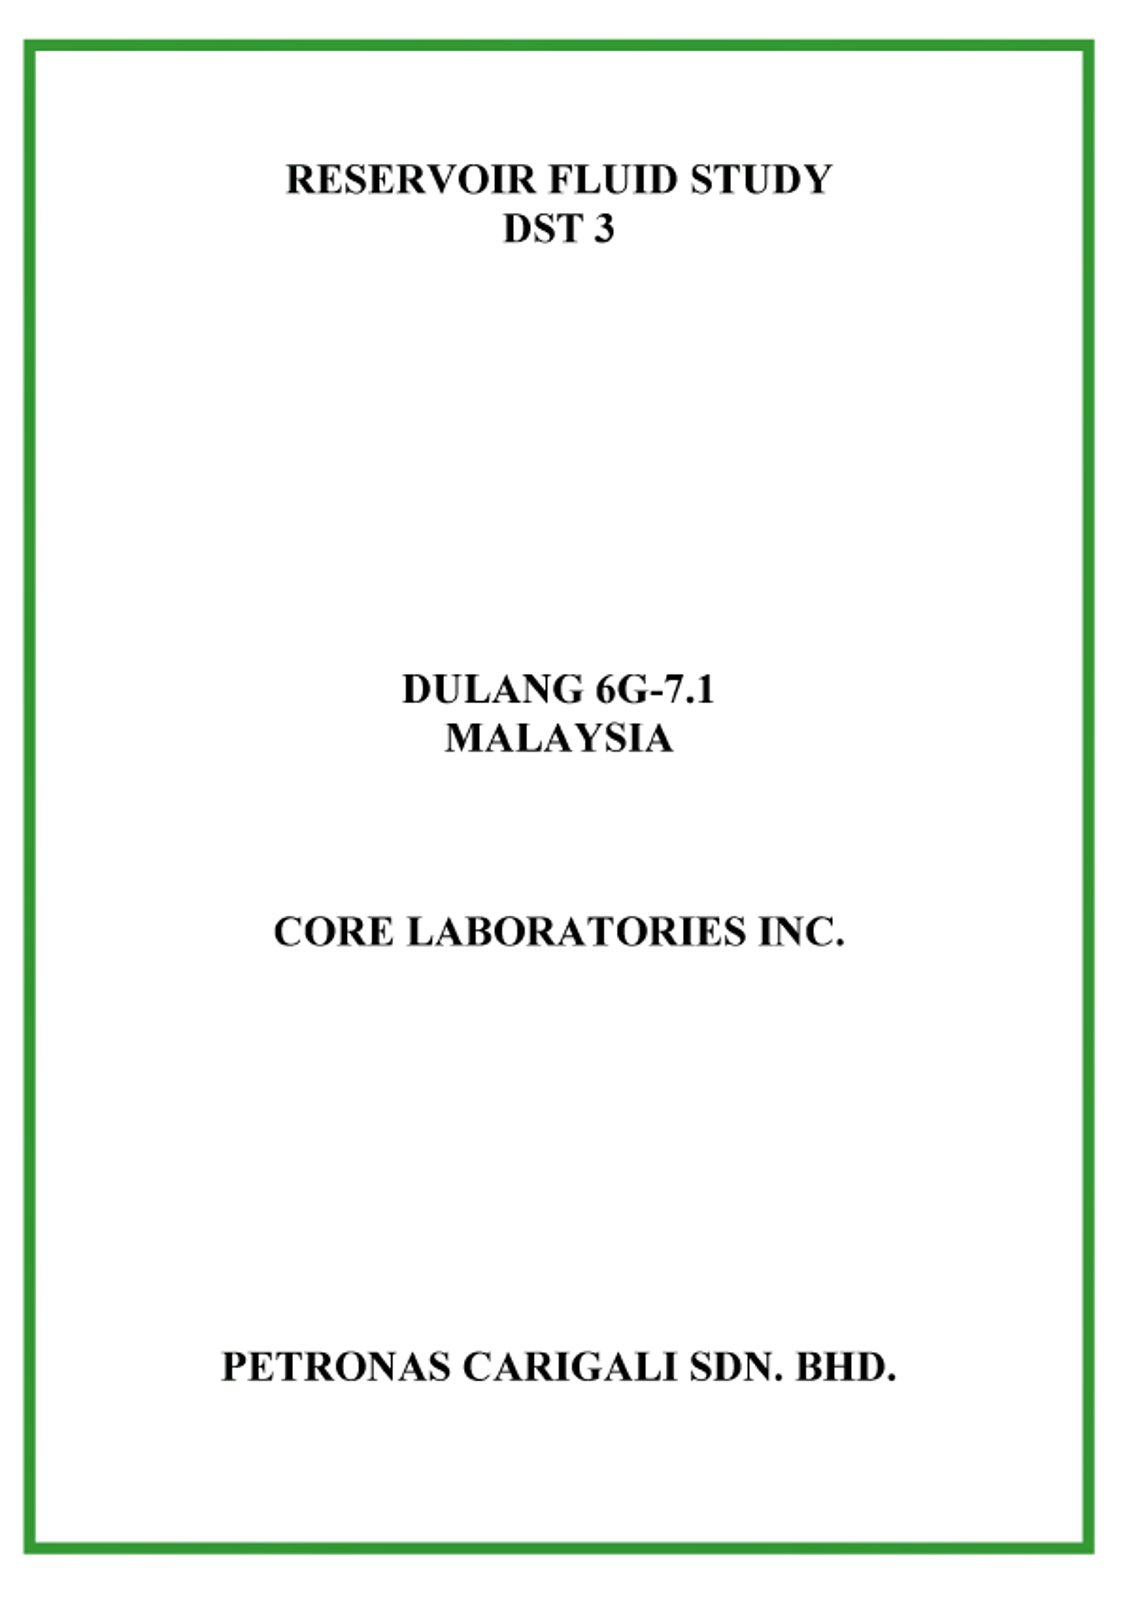 RESERVOIR FLUID STUDY
DST 3
DULANG 6G-7.1
MALAYSIA
CORE LABORATORIES INC.
PETRONAS CARIGALI SDN. BHD.